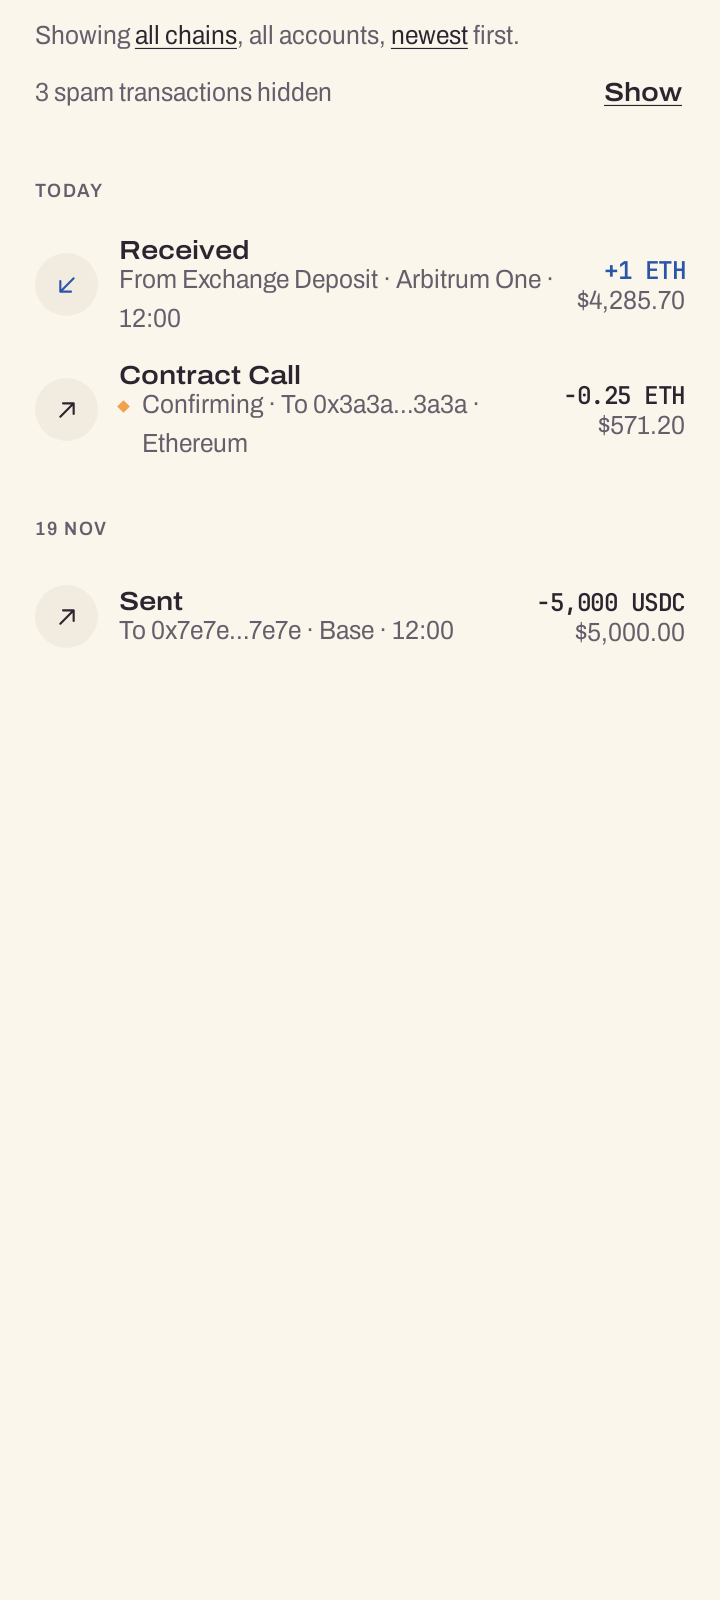 Showing all chains, all accounts, newest first.
3 spam transactions hidden
Show
TODAY
Received
From Exchange Deposit · Arbitrum One ·
12:00
+1 ETH
$4,285.70
Contract Call
Confirming · To 0x3a3a…3a3a ·
Ethereum
-0.25 ETH
$571.20
19 NOV
Sent
To 0x7e7e…7e7e · Base · 12:00
-5,000 USDC
$5,000.00